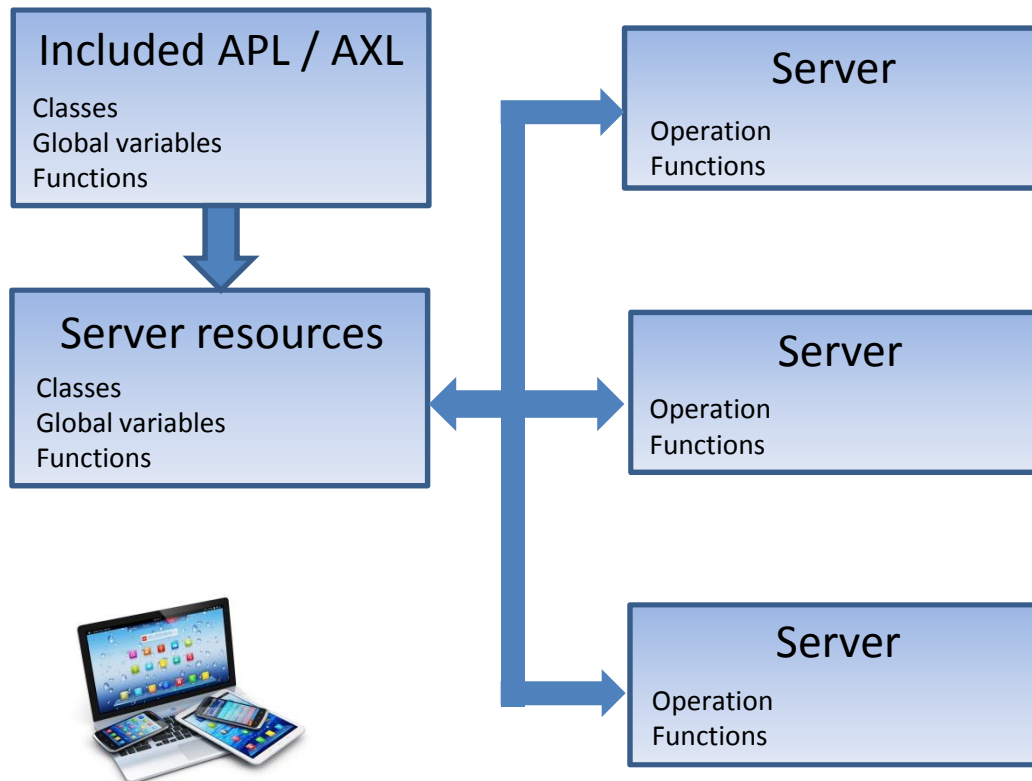 Included APL / AXL
Classes
Global variables
Functions
Server resources
Classes
Global variables
Functions
Server
Operation
Functions
Server
Operation
Functions
Server
Operation
Functions